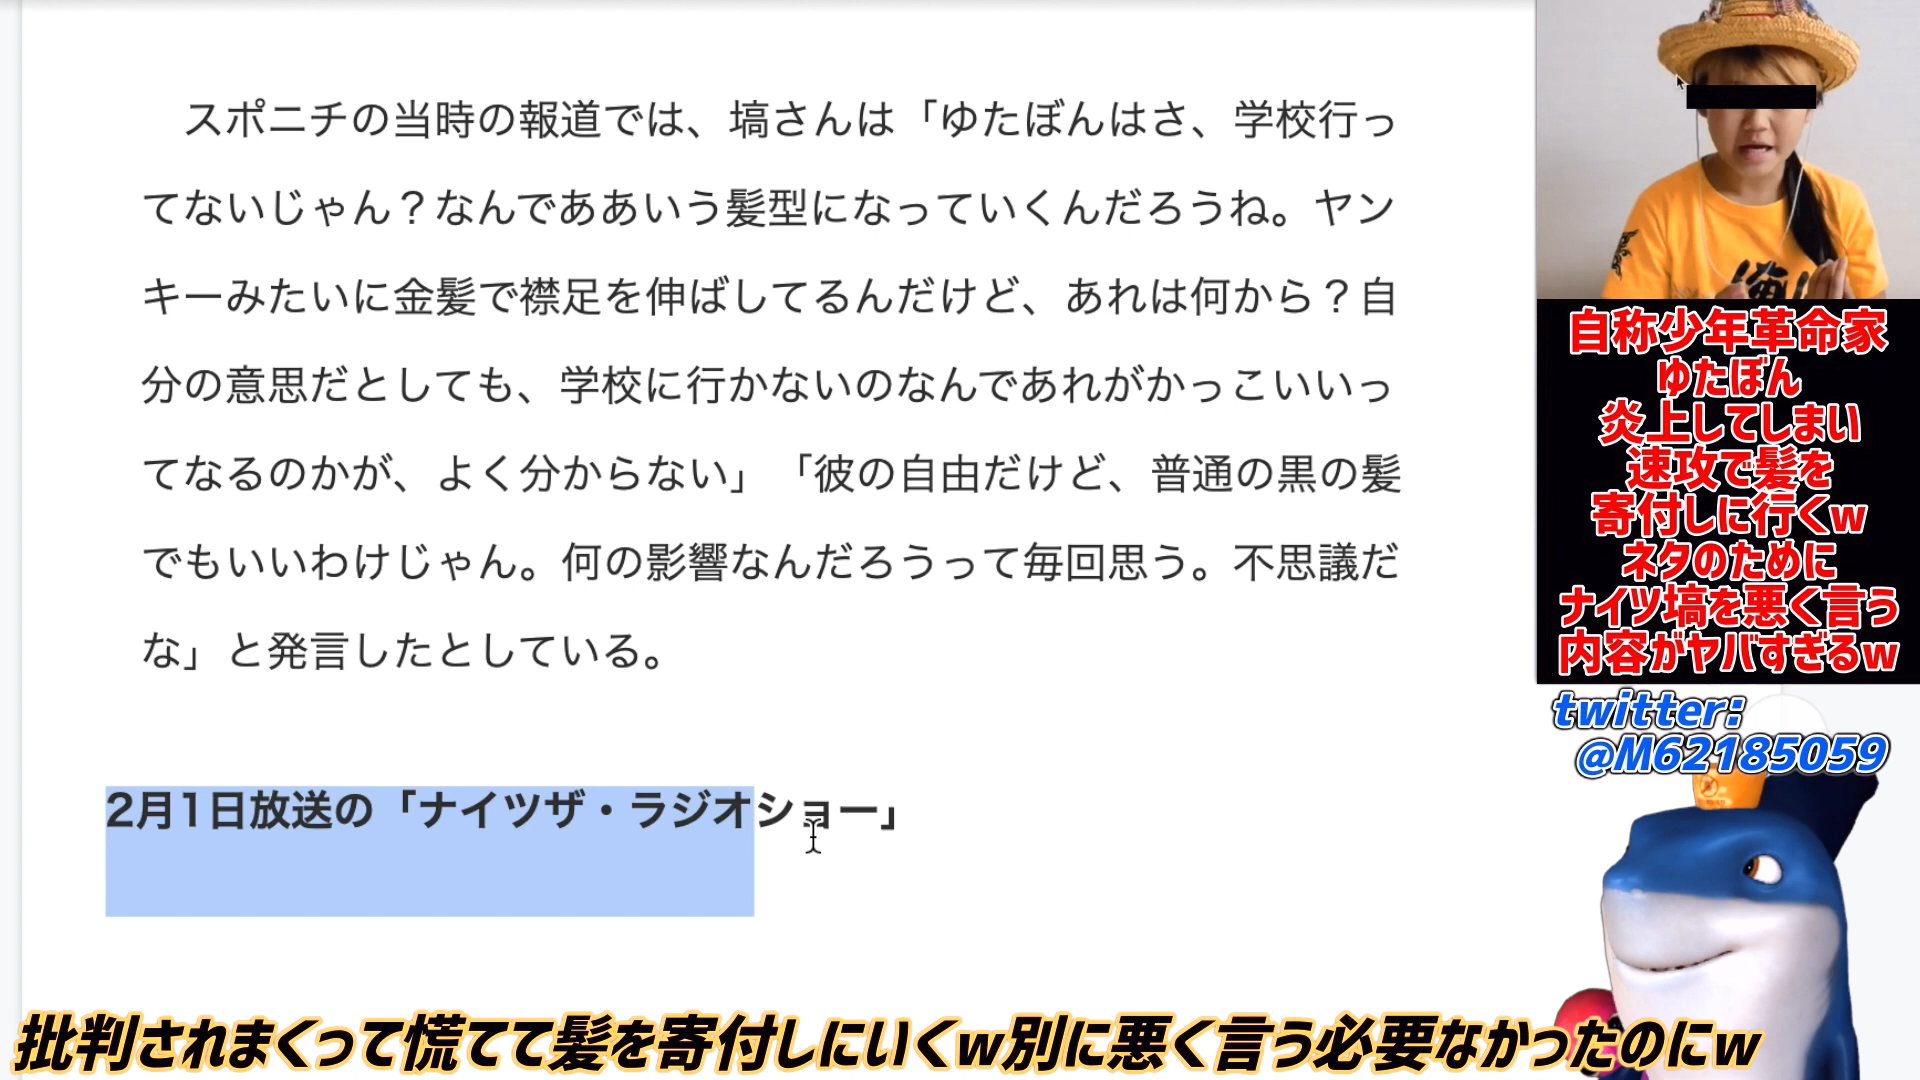 スポニチの当時の報道では、塙さんは「ゆたぼんはさ、学校行っ
てないじゃん？なんでああいう髪型になっていくんだろうね。ヤン
キーみたいに金髪で襟足を伸ばしてるんだけど、あれは何から？自
分の意思だとしても、学校に行かないのなんであれがかっこいいっ
てなるのかが、よく分からない」「彼の自由だけど、普通の黒の髪
でもいいわけじゃん。何の影響なんだろうって毎回思う。不思議だ
な」と発言したとしている。
2月1日放送の「ナイツザ・ラジオショー」
自称少年革命家
ゆたぼん
炎上してしまい
速攻で髪を
寄付しに行くw
ネタのために
ナイツ塙を悪く言う
内容がヤバすぎるw
twitter:
@M62185059
批判されまくって慌てて髪を寄付しにいくw別に悪く言う必要なかったのにw